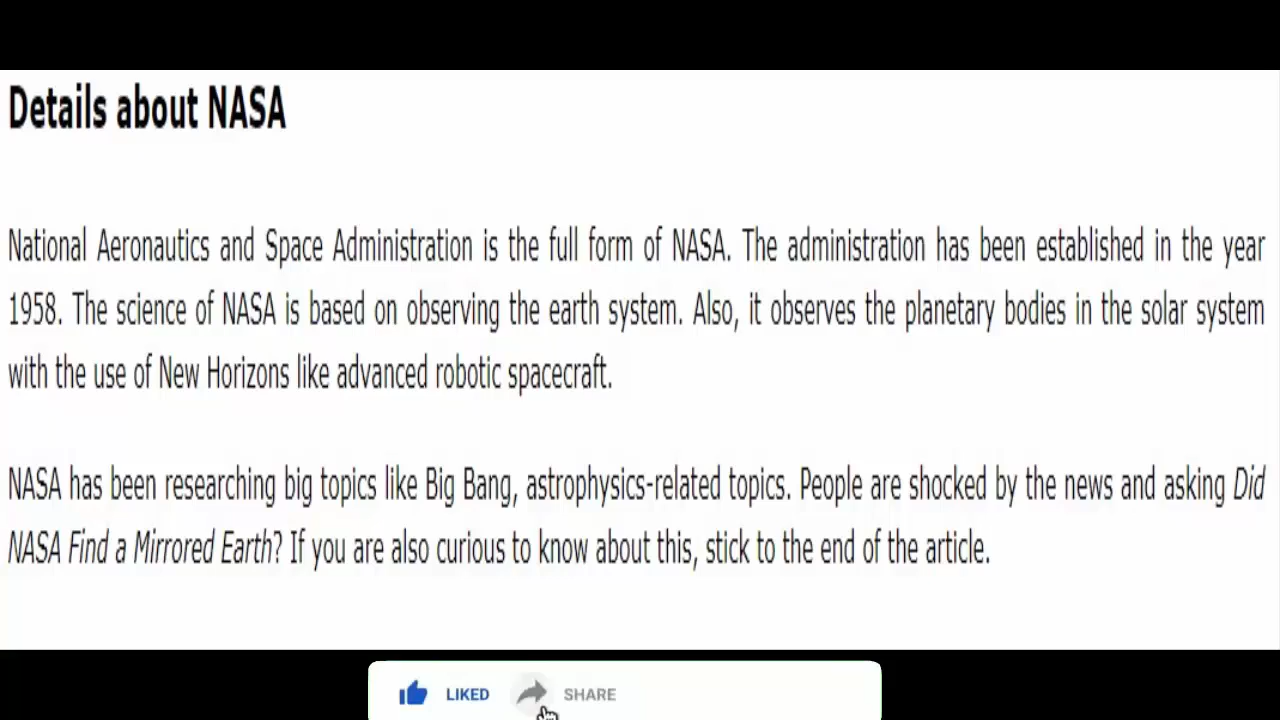 Details about NASA
National Aeronautics and Space Administration is the full form of NASA. The administration has been established in the year
1958. The science of NASA is based on observing the earth system. Also, it observes the planetary bodies in the solar system
with the use of New Horizons like advanced robotic spacecraft.
NASA has been researching big topics like Big Bang, astrophysics-related topics. People are shocked by the news and asking Did
NASA Find a Mirrored Earth? If you are also curious to know about this, stick to the end of the article.
LIKED SHARE